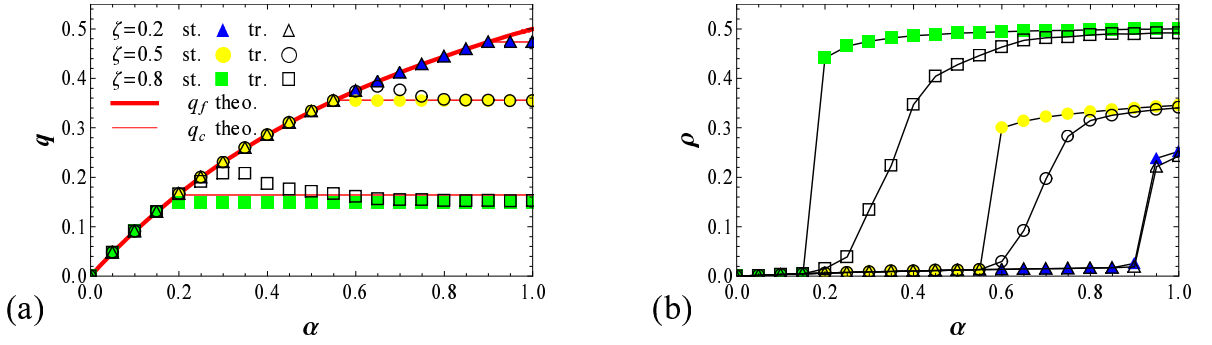 0.5
0.4
0.3
0.2
0.1
0.0
q
ζ=0.2 st. tr.
ζ=0.5 st. tr.
ζ=0.8 st. tr.
q_f theo.
q_c theo.
0.0 0.2 0.4 0.6 0.8 1.0
α
(a)
0.5
0.4
0.3
0.2
0.1
0.0
ρ
0.0 0.2 0.4 0.6 0.8 1.0
α
(b)